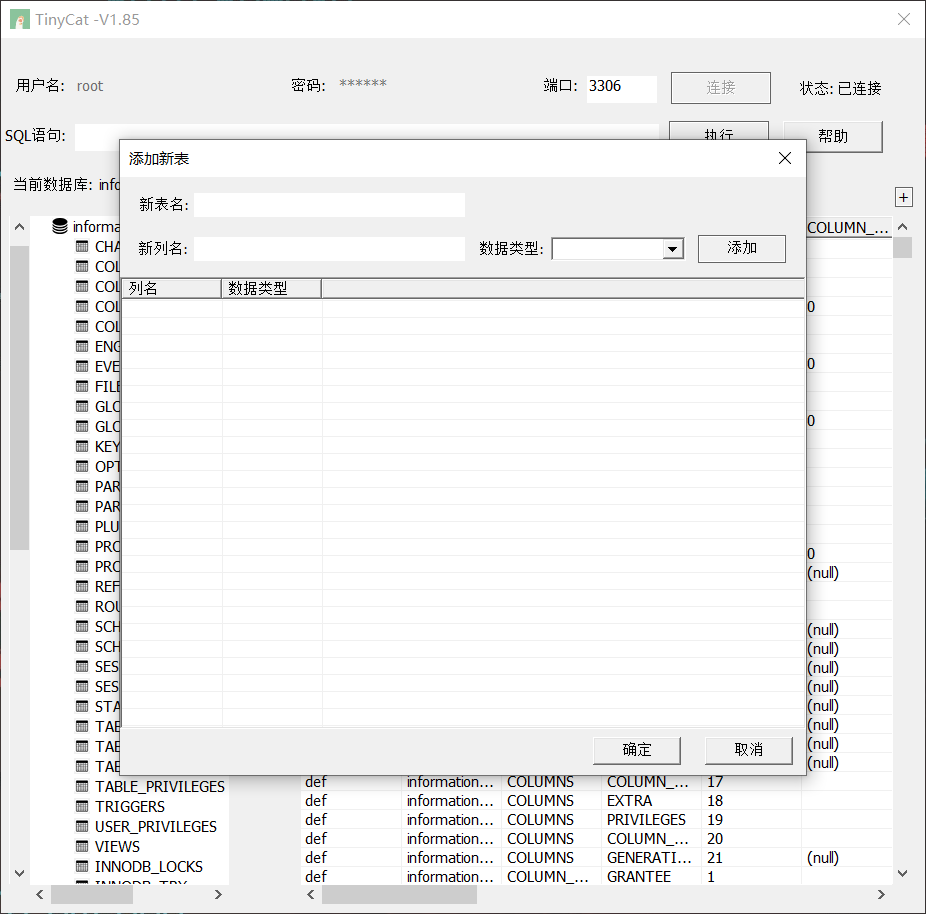 TinyCat -V1.85
用户名: root 密码: ****** 端口: 3306 连接 状态: 已连接
SQL语句: 执行 帮助
当前数据库: info
+
添加新表
新表名:
新列名: 数据类型: 添加
列名 数据类型
informa
CHA
COL
COL
COL
COL
ENG
EVE
FILE
GLO
GLO
KEY
OPT
PAR
PAR
PLU
PRO
PRO
REF
ROU
SCH
SCH
SES
SES
STA
TAB
TAB
TAB
TABLE_PRIVILEGES
TRIGGERS
USER_PRIVILEGES
VIEWS
INNODB_LOCKS
INNODB_TRX
COLUMN_...
0
0
0
0
(null)
(null)
(null)
(null)
(null)
(null)
(null)
(null)
(null)
确定 取消
def information... COLUMNS COLUMN_... 17
def information... COLUMNS EXTRA 18
def information... COLUMNS PRIVILEGES 19
def information... COLUMNS COLUMN_... 20
def information... COLUMNS GENERATI... 21 (null)
def information... COLUMN_... GRANTEE 1